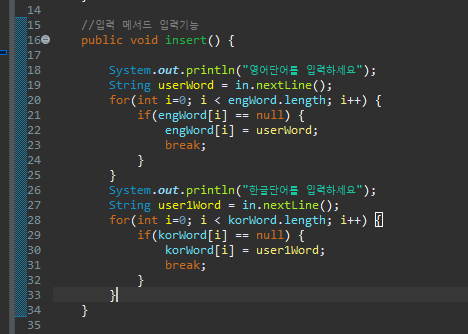 14
15 //입력 메서드 입력기능
16 public void insert() {
17
18 System.out.println("영어단어를 입력하세요");
19 String userWord = in.nextLine();
20 for(int i=0; i < engWord.length; i++) {
21 if(engWord[i] == null) {
22 engWord[i] = userWord;
23 break;
24 }
25 }
26 System.out.println("한글단어를 입력하세요");
27 String user1Word = in.nextLine();
28 for(int i=0; i < korWord.length; i++) {
29 if(korWord[i] == null) {
30 korWord[i] = user1Word;
31 break;
32 }
33 }
34 }
35